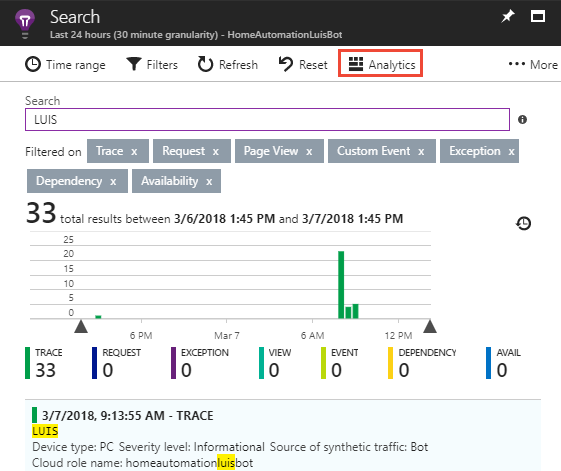 Search
Last 24 hours (30 minute granularity) - HomeAutomationLuisBot
Time range Filters Refresh Reset Analytics ••• More
Search
LUIS
Filtered on Trace x Request x Page View x Custom Event x Exception x
Dependency x Availability x
33 total results between 3/6/2018 1:45 PM and 3/7/2018 1:45 PM
25
20
15
10
5
0
6 PM Mar 7 6 AM 12 PM
TRACE REQUEST EXCEPTION VIEW EVENT DEPENDENCY AVAIL
33 0 0 0 0 0 0
3/7/2018, 9:13:55 AM - TRACE
LUIS
Device type: PC Severity level: Informational Source of synthetic traffic: Bot
Cloud role name: homeautomationluisbot